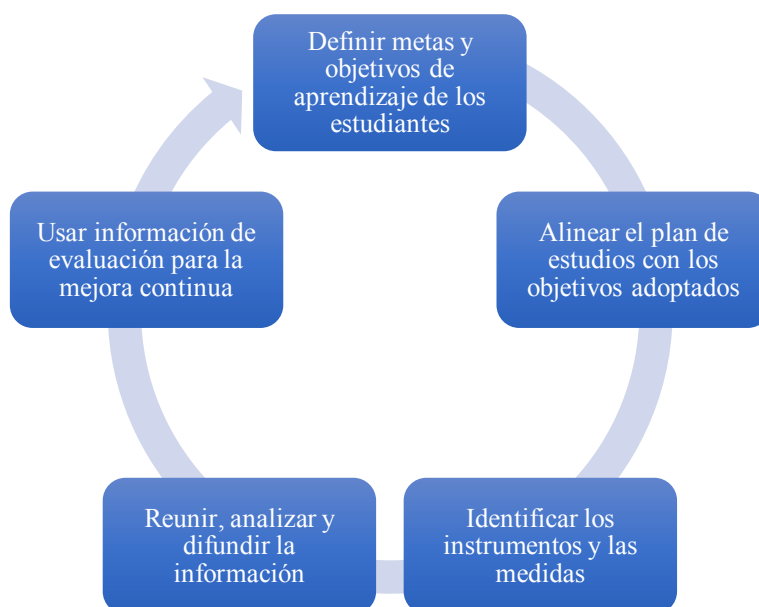 Definir metas y
objetivos de
aprendizaje de los
estudiantes
Alinear el plan de
estudios con los
objetivos adoptados
Identificar los
instrumentos y las
medidas
Reunir, analizar y
difundir la
información
Usar información de
evaluación para la
mejora continua